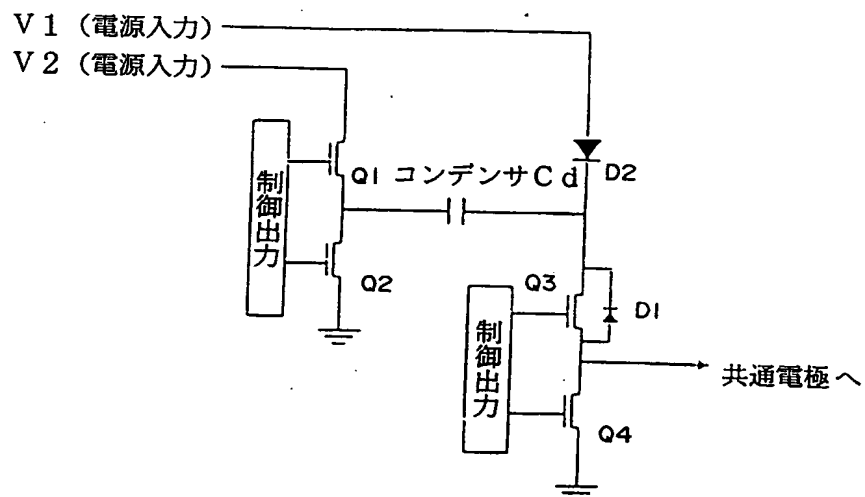 V1(電源入力)
V2(電源入力)
制御出力
Q1 コンデンサCd D2
Q2
Q3
D1
制御出力
共通電極へ
Q4